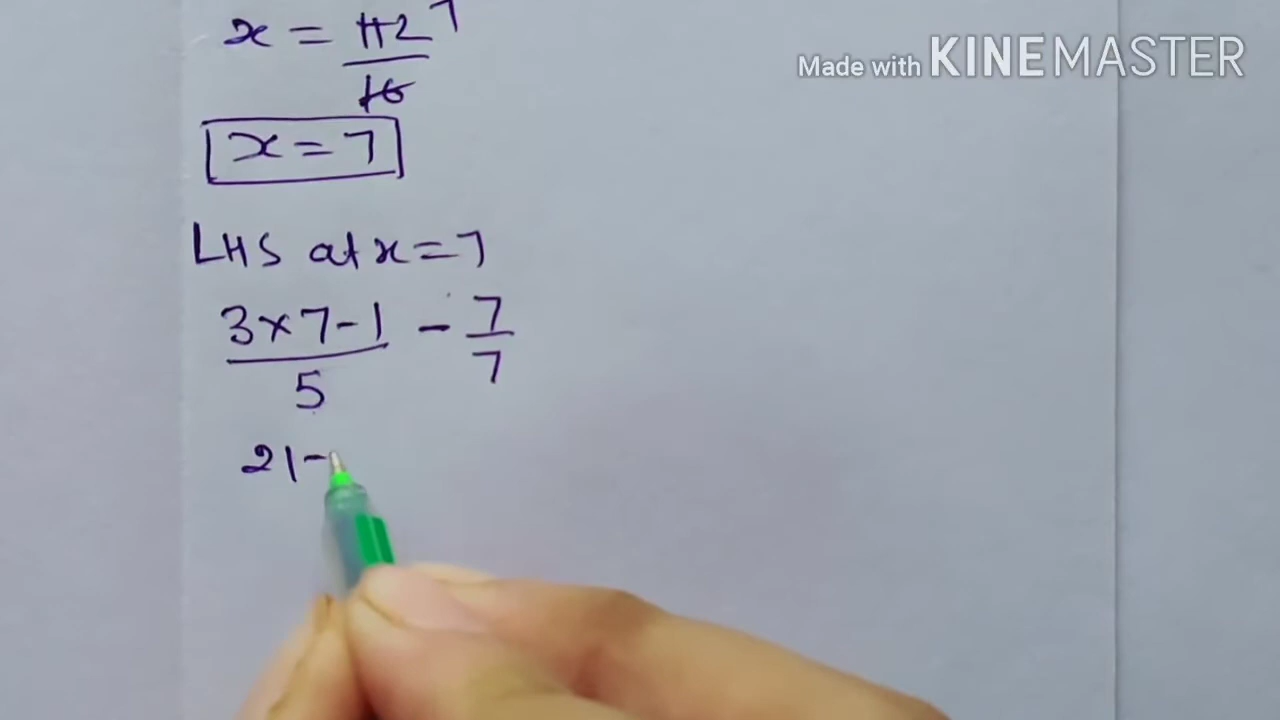 x = 112 7
16
Made with KINEMASTER
x = 7
LHS at x = 7
3×7-1 - 7
5 7
21-